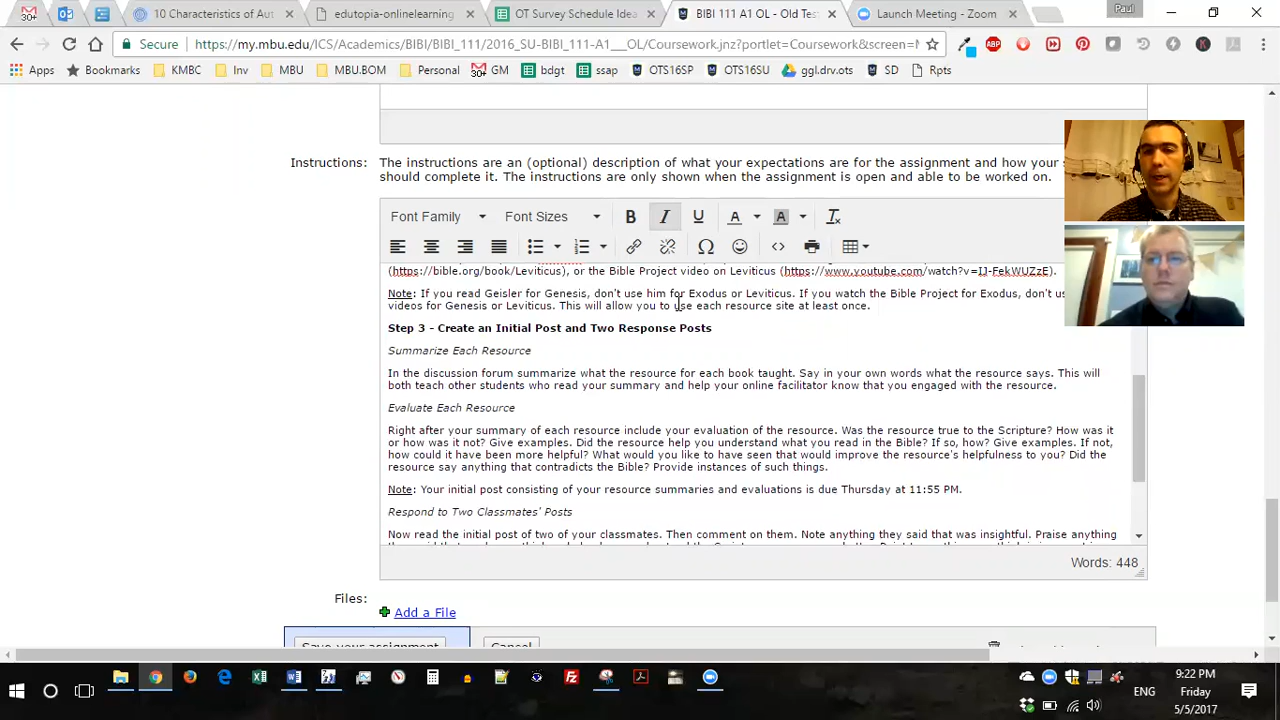 10 Characteristics of Aut
edutopia-onlinelearning
OT Survey Schedule Idea
BIBI 111 A1 OL - Old Test
Launch Meeting - Zoom
Paul
Secure
https://my.mbu.edu/ICS/Academics/BIBI/BIBI_111/2016_SU-BIBI_111-A1___OL/Coursework.jnz?portlet=Coursework&screen=
Apps Bookmarks KMBC Inv MBU MBU.BOM Personal GM bdgt ssap OTS16SP OTS16SU ggl.drv.ots SD Rpts
Instructions: The instructions are an (optional) description of what your expectations are for the assignment and how your
should complete it. The instructions are only shown when the assignment is open and able to be worked on.
Font Family Font Sizes B I U A A
(https://bible.org/book/Leviticus), or the Bible Project video on Leviticus (https://www.youtube.com/watch?v=IJ-FekWUZzE).
Note: If you read Geisler for Genesis, don't use him for Exodus or Leviticus. If you watch the Bible Project for Exodus, don't
videos for Genesis or Leviticus. This will allow you to use each resource site at least once.
Step 3 - Create an Initial Post and Two Response Posts
Summarize Each Resource
In the discussion forum summarize what the resource for each book taught. Say in your own words what the resource says. This will
both teach other students who read your summary and help your online facilitator know that you engaged with the resource.
Evaluate Each Resource
Right after your summary of each resource include your evaluation of the resource. Was the resource true to the Scripture? How was it
or how was it not? Give examples. Did the resource help you understand what you read in the Bible? If so, how? Give examples. If not,
how could it have been more helpful? What would you like to have seen that would improve the resource's helpfulness to you? Did the
resource say anything that contradicts the Bible? Provide instances of such things.
Note: Your initial post consisting of your resource summaries and evaluations is due Thursday at 11:55 PM.
Respond to Two Classmates' Posts
Now read the initial post of two of your classmates. Then comment on them. Note anything they said that was insightful. Praise anything
Words: 448
Files:
Add a File
Save your assignment Cancel
9:22 PM
ENG Friday
5/5/2017